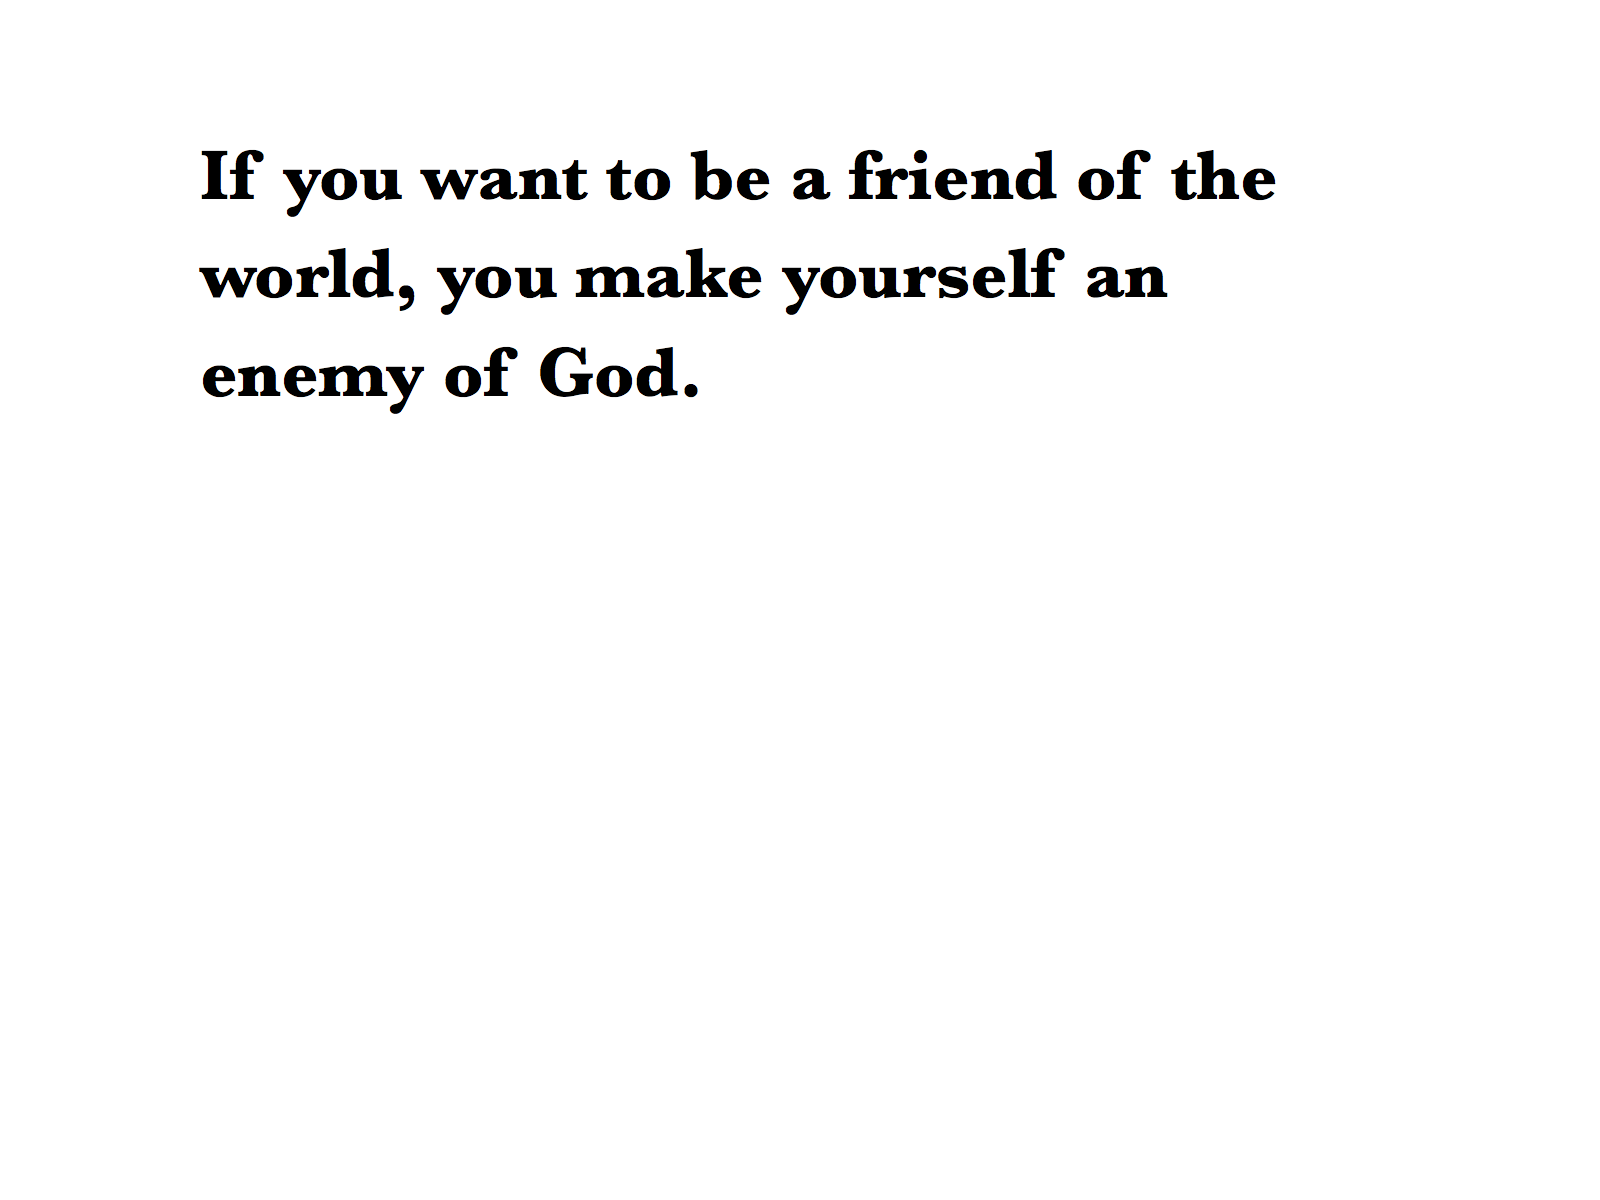 If you want to be a friend of the
world, you make yourself an
enemy of God.